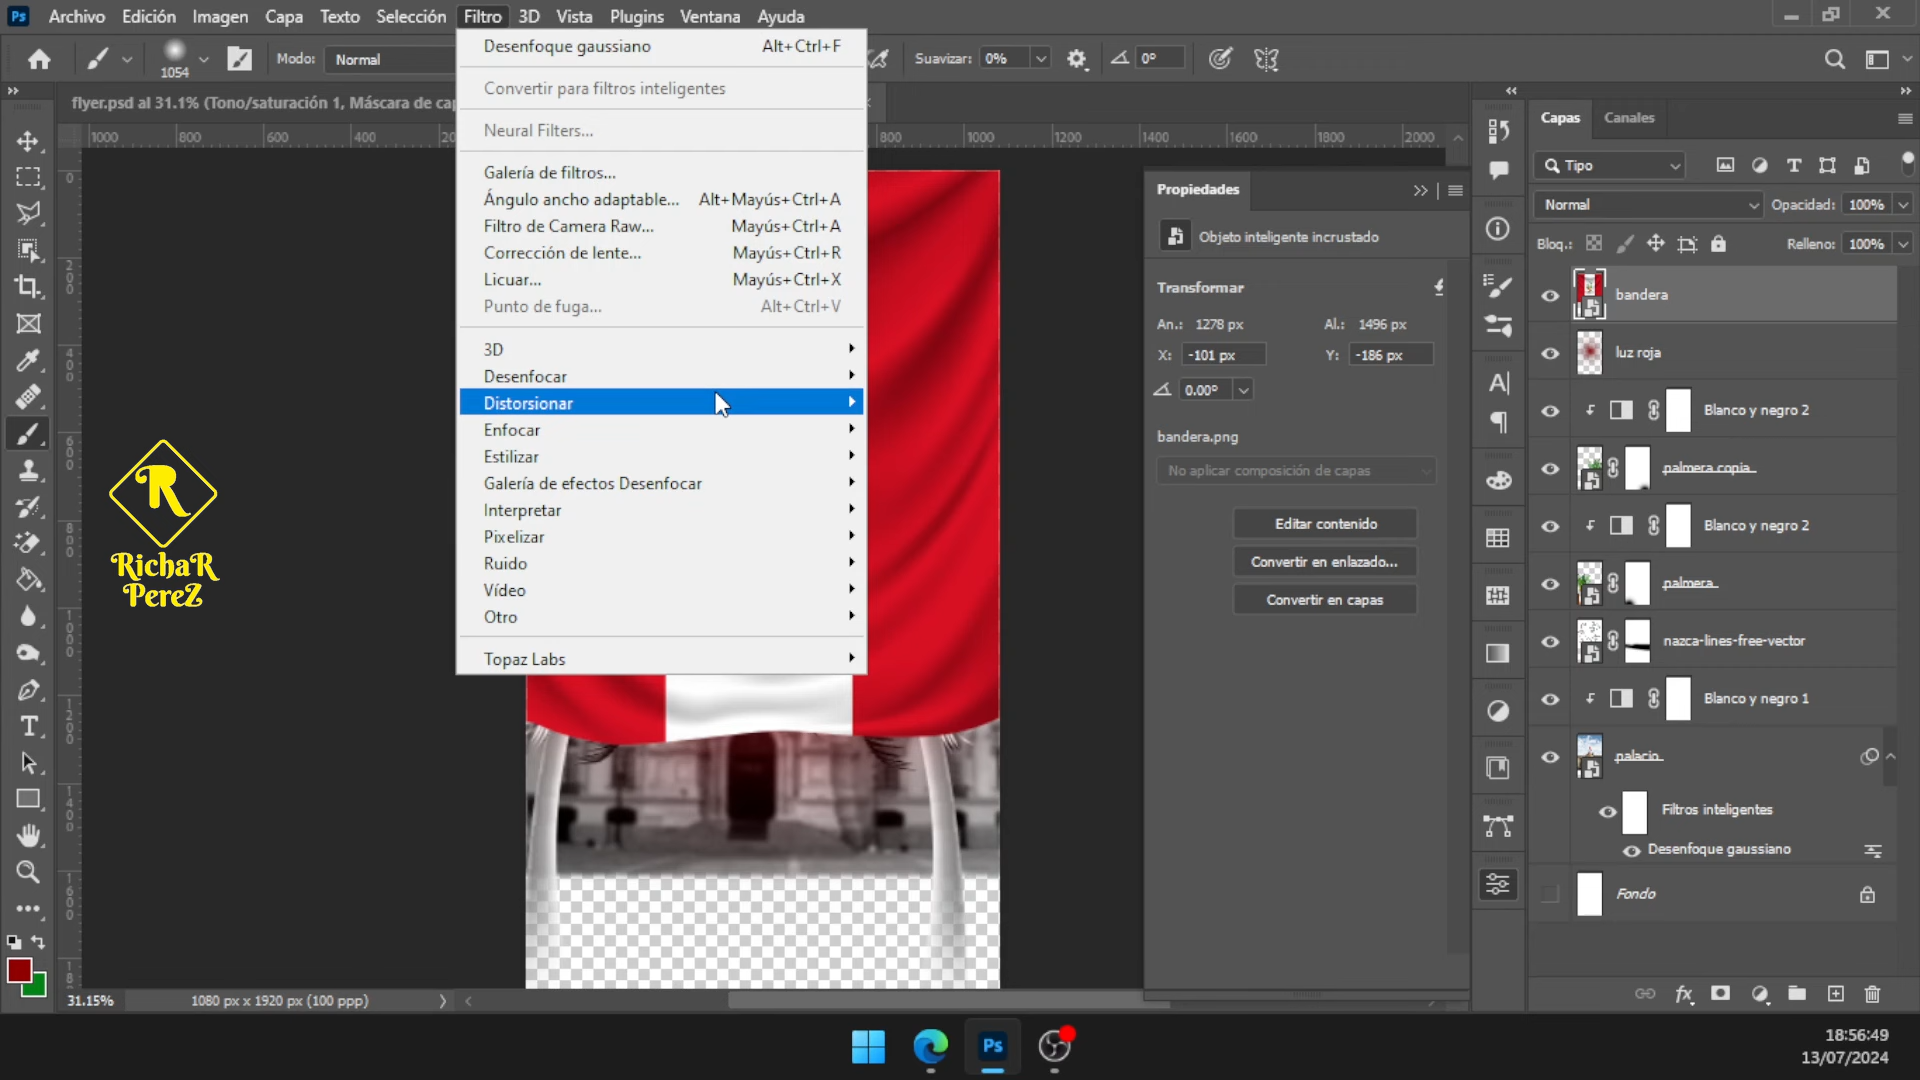 Ps Archivo Edición Imagen Capa Texto Selección Filtro 3D Vista Plugins Ventana Ayuda
1054 Modo: Normal Suavizar: 0% 0°
flyer.psd al 31.1% (Tono/saturación 1, Máscara de cap
1000 800 600 400 800 1000 1200 1400 1600 1800 2000
Desenfoque gaussiano Alt+Ctrl+F
Convertir para filtros inteligentes
Neural Filters...
Galería de filtros...
Ángulo ancho adaptable... Alt+Mayús+Ctrl+A
Filtro de Camera Raw... Mayús+Ctrl+A
Corrección de lente... Mayús+Ctrl+R
Licuar... Mayús+Ctrl+X
Punto de fuga... Alt+Ctrl+V
3D
Desenfocar
Distorsionar
Enfocar
Estilizar
Galería de efectos Desenfocar
Interpretar
Pixelizar
Ruido
Vídeo
Otro
Topaz Labs
R
RichaR
PereZ
Propiedades
Objeto inteligente incrustado
Transformar
An.: 1278 px Al.: 1496 px
X: -101 px Y: -186 px
0.00°
bandera.png
No aplicar composición de capas
Editar contenido
Convertir en enlazado...
Convertir en capas
Capas Canales
Tipo
Normal Opacidad: 100%
Bloq.: Relleno: 100%
bandera
luz roja
Blanco y negro 2
palmera copia
Blanco y negro 2
palmera
nazca-lines-free-vector
Blanco y negro 1
palacio
Filtros inteligentes
Desenfoque gaussiano
Fondo
fx
31.15% 1080 px x 1920 px (100 ppp)
Ps
18:56:49
13/07/2024